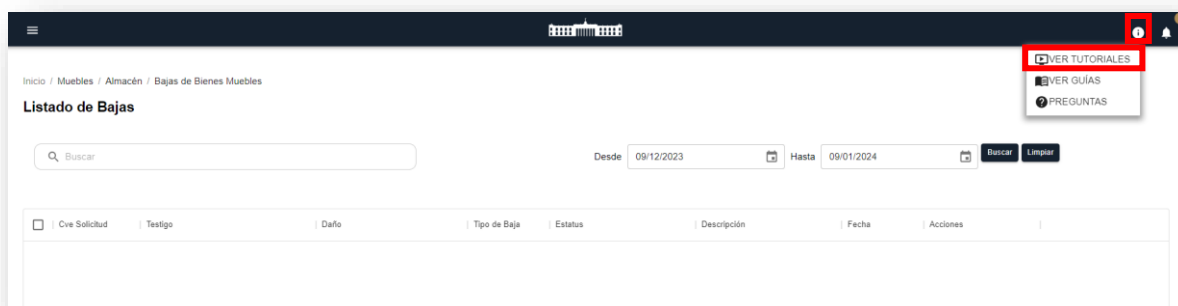 VER TUTORIALES
VER GUÍAS
PREGUNTAS
Inicio / Muebles / Almacén / Bajas de Bienes Muebles
Listado de Bajas
Buscar Desde 09/12/2023 Hasta 09/01/2024 Buscar Limpiar
Cve Solicitud Testigo Daño Tipo de Baja Estatus Descripción Fecha Acciones